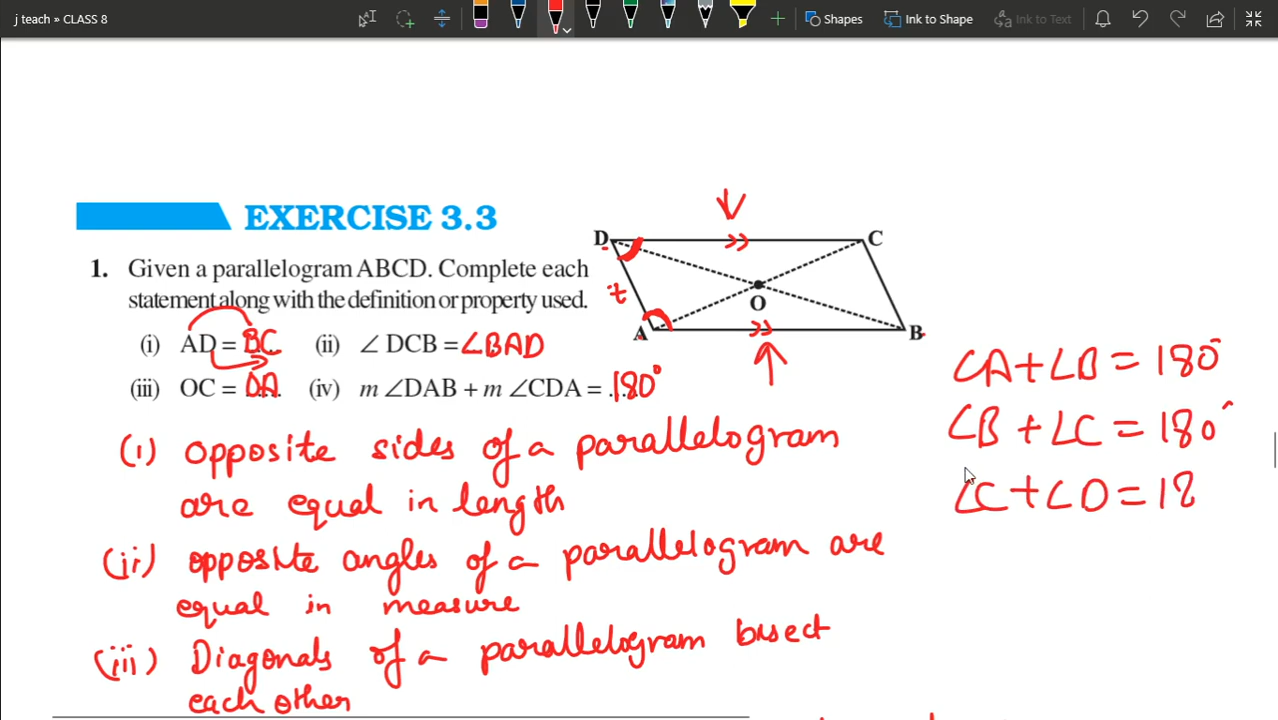 j teach » CLASS 8
Shapes
Ink to Shape
Ink to Text
EXERCISE 3.3
1. Given a parallelogram ABCD. Complete each
statement along with the definition or property used.
(i) AD = BC (ii) ∠ DCB = ∠BAD
(iii) OC = OA (iv) m ∠DAB + m ∠CDA = 180°
D
C
O
A
B
∠A + ∠B = 180°
∠B + ∠C = 180°
∠C + ∠D = 18
(i) opposite sides of a parallelogram
are equal in length
(ii) opposite angles of a parallelogram are
equal in measure
(iii) Diagonals of a parallelogram bisect
each other